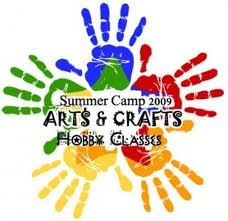 Summer Camp 2009
ARTS & CRAFTS
HOBBY CLASSES